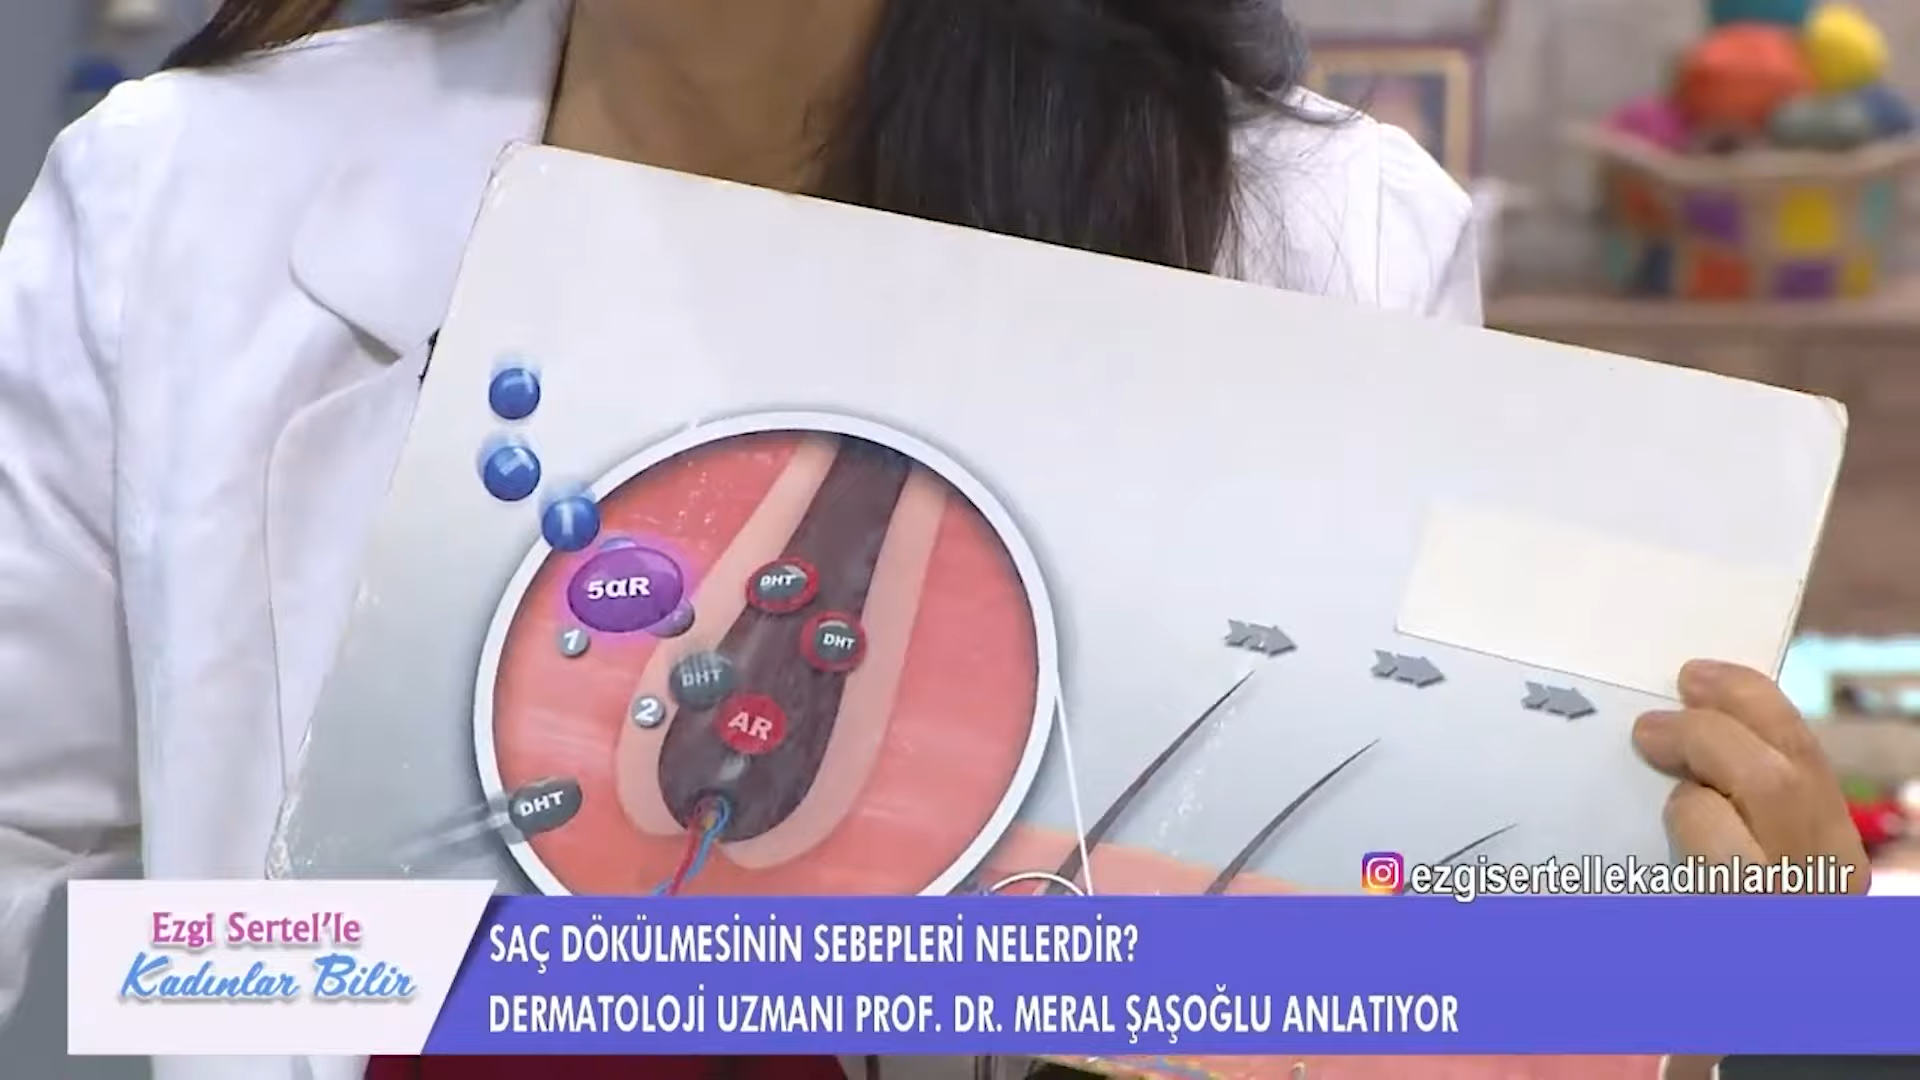 5αR
DHT
1
DHT
DHT
2
AR
DHT
ezgisertellekadinlarbilir
Ezgi Sertel'le
Kadınlar Bilir
SAÇ DÖKÜLMESİNİN SEBEPLERİ NELERDİR?
DERMATOLOJİ UZMANI PROF. DR. MERAL ŞAŞOĞLU ANLATIYOR